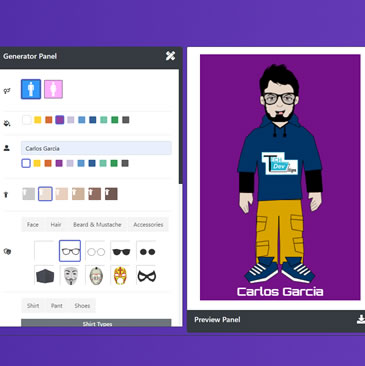 Generator Panel
Carlos Garcia
Face Hair Beard & Mustache Accessories
Shirt Pant Shoes
Shirt Types
Dev
Carlos Garcia
Preview Panel